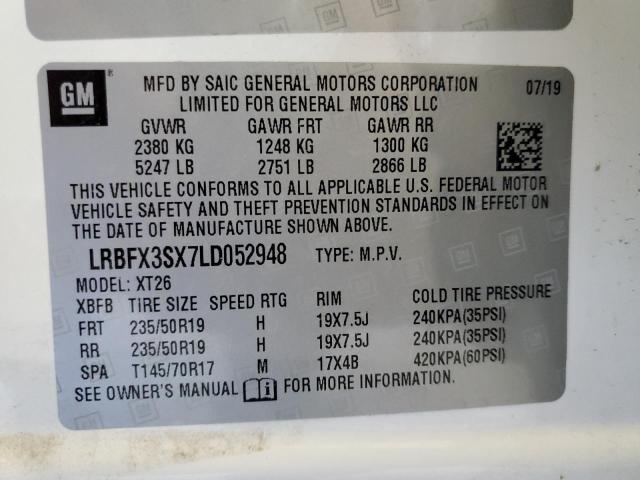 GM ®
MFD BY SAIC GENERAL MOTORS CORPORATION 07/19
LIMITED FOR GENERAL MOTORS LLC
GVWR GAWR FRT GAWR RR
2380 KG 1248 KG 1300 KG
5247 LB 2751 LB 2866 LB
THIS VEHICLE CONFORMS TO ALL APPLICABLE U.S. FEDERAL MOTOR
VEHICLE SAFETY AND THEFT PREVENTION STANDARDS IN EFFECT ON
THE DATE OF MANUFACTURE SHOWN ABOVE.
LRBFX3SX7LD052948 TYPE: M.P.V.
MODEL: XT26
XBFB TIRE SIZE SPEED RTG RIM COLD TIRE PRESSURE
FRT 235/50R19 H 19X7.5J 240KPA(35PSI)
RR 235/50R19 H 19X7.5J 240KPA(35PSI)
SPA T145/70R17 M 17X4B 420KPA(60PSI)
SEE OWNER'S MANUAL FOR MORE INFORMATION.